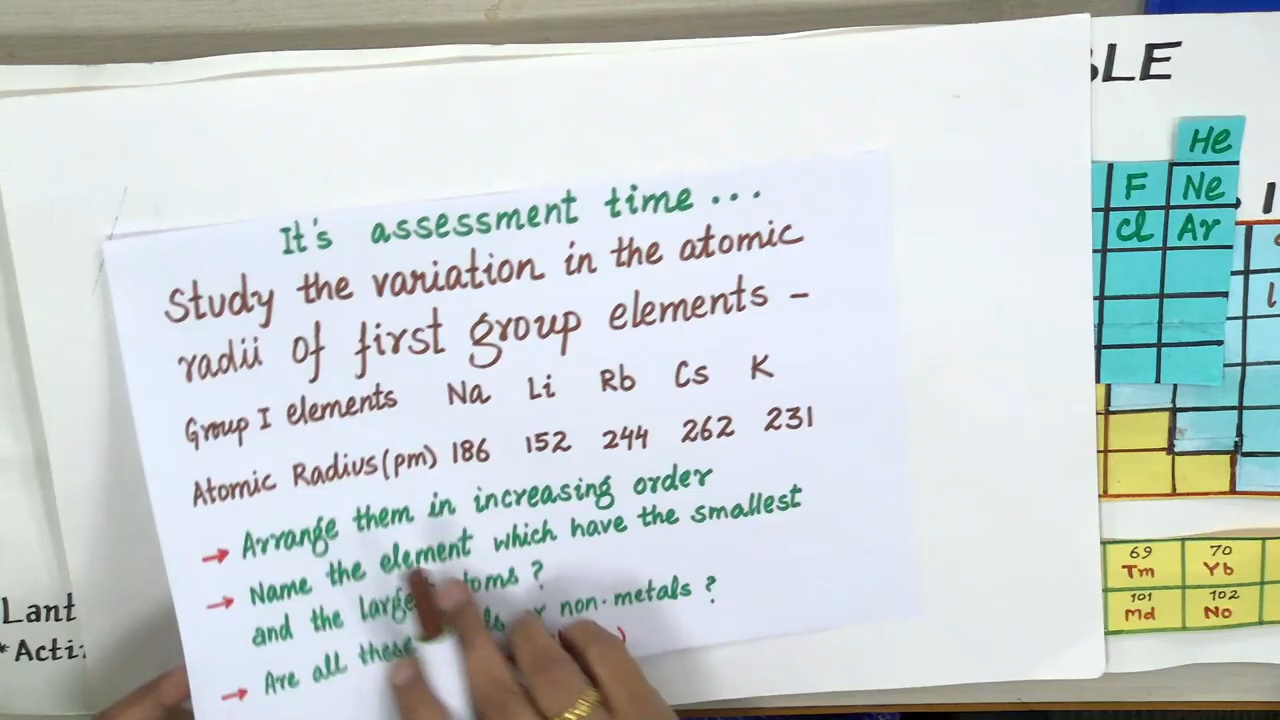 It's assessment time...
Study the variation in the atomic
radii of first group elements -
Group I elements Na Li Rb Cs K
Atomic Radius (pm) 186 152 244 262 231
→ Arrange them in increasing order
→ Name the element which have the smallest
and the atoms ?
→ Are all these non-metals ?
He
F Ne
Cl Ar
69 70
Tm Yb
101 102
Md No